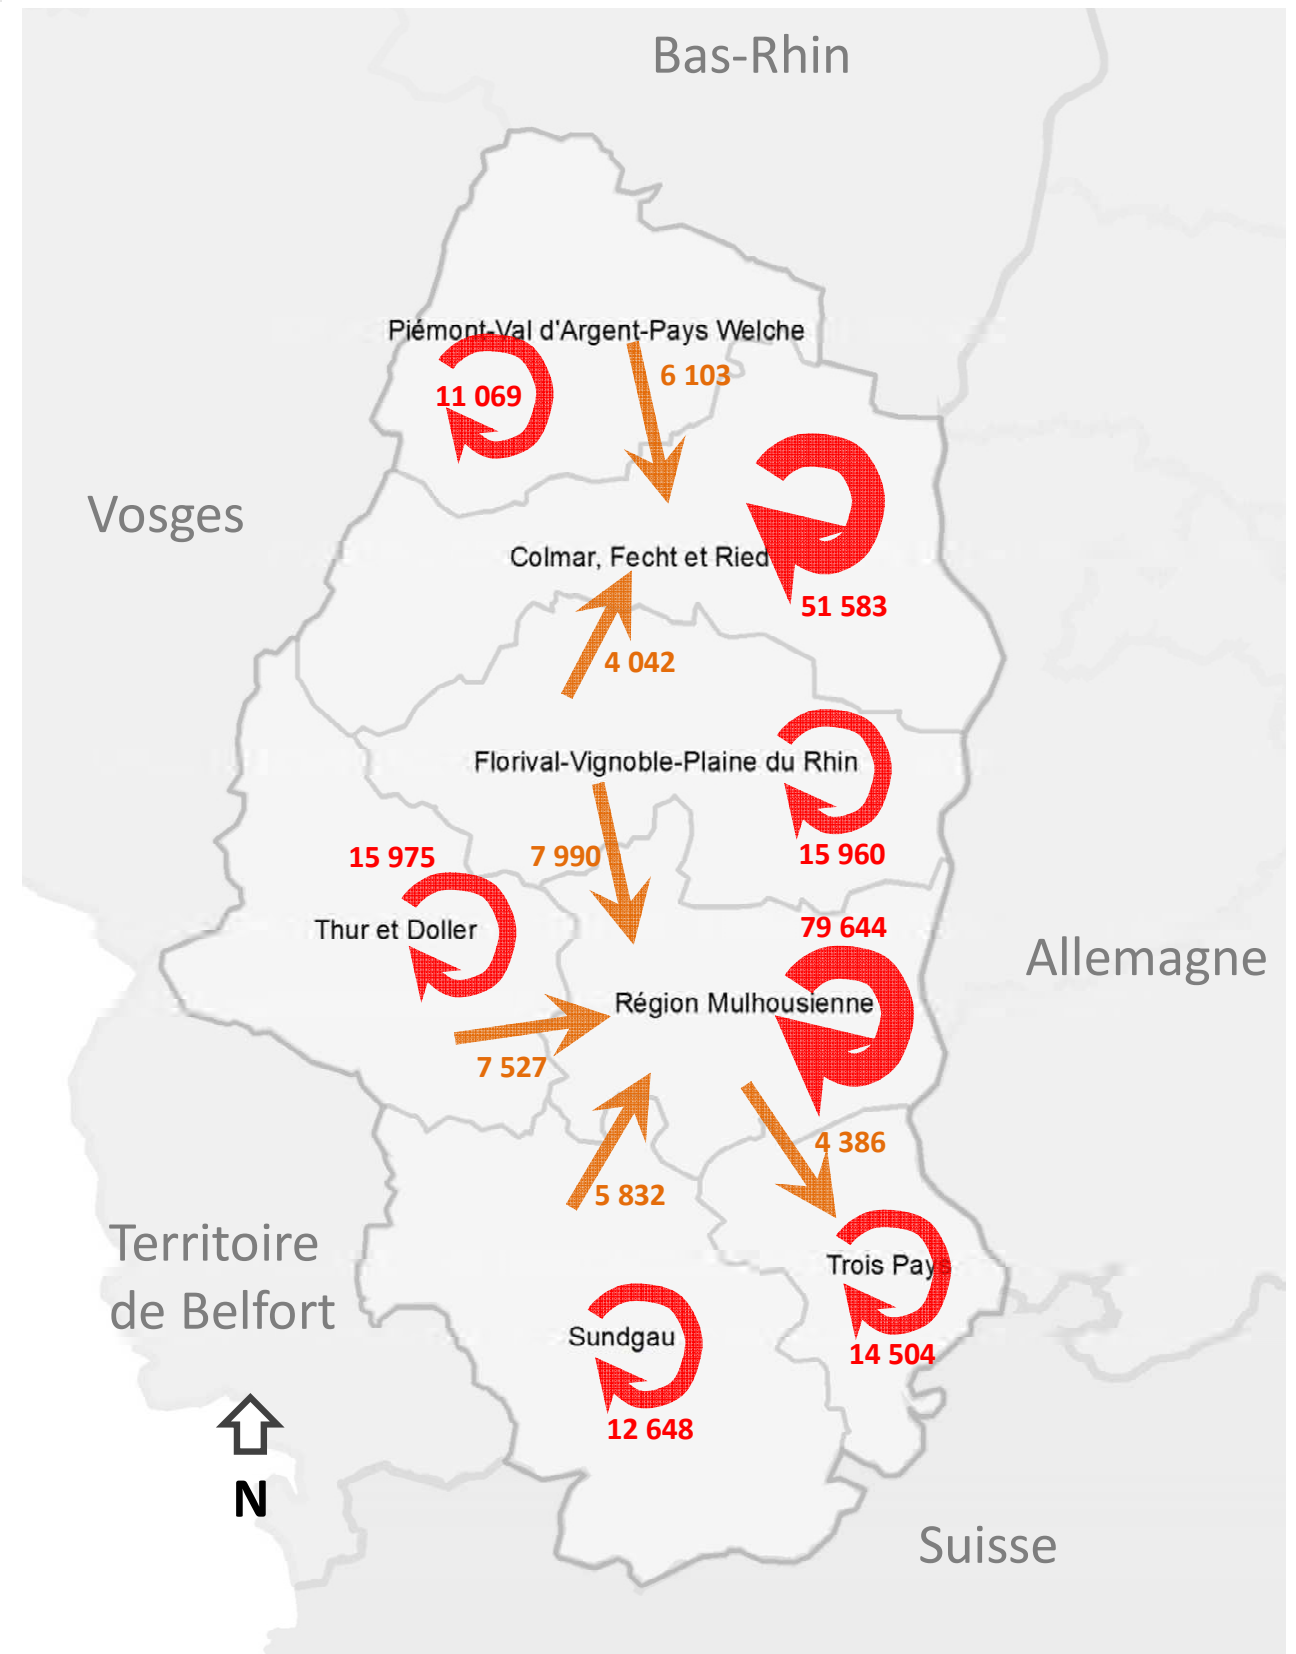 Bas-Rhin
Piémont-Val d'Argent-Pays Welche
6 103
11 069
Vosges
Colmar, Fecht et Ried
51 583
4 042
Florival-Vignoble-Plaine du Rhin
7 990
15 960
15 975
Thur et Doller
79 644
Allemagne
Région Mulhousienne
7 527
4 386
5 832
Territoire
de Belfort
Trois Pays
Sundgau
14 504
12 648
N
Suisse